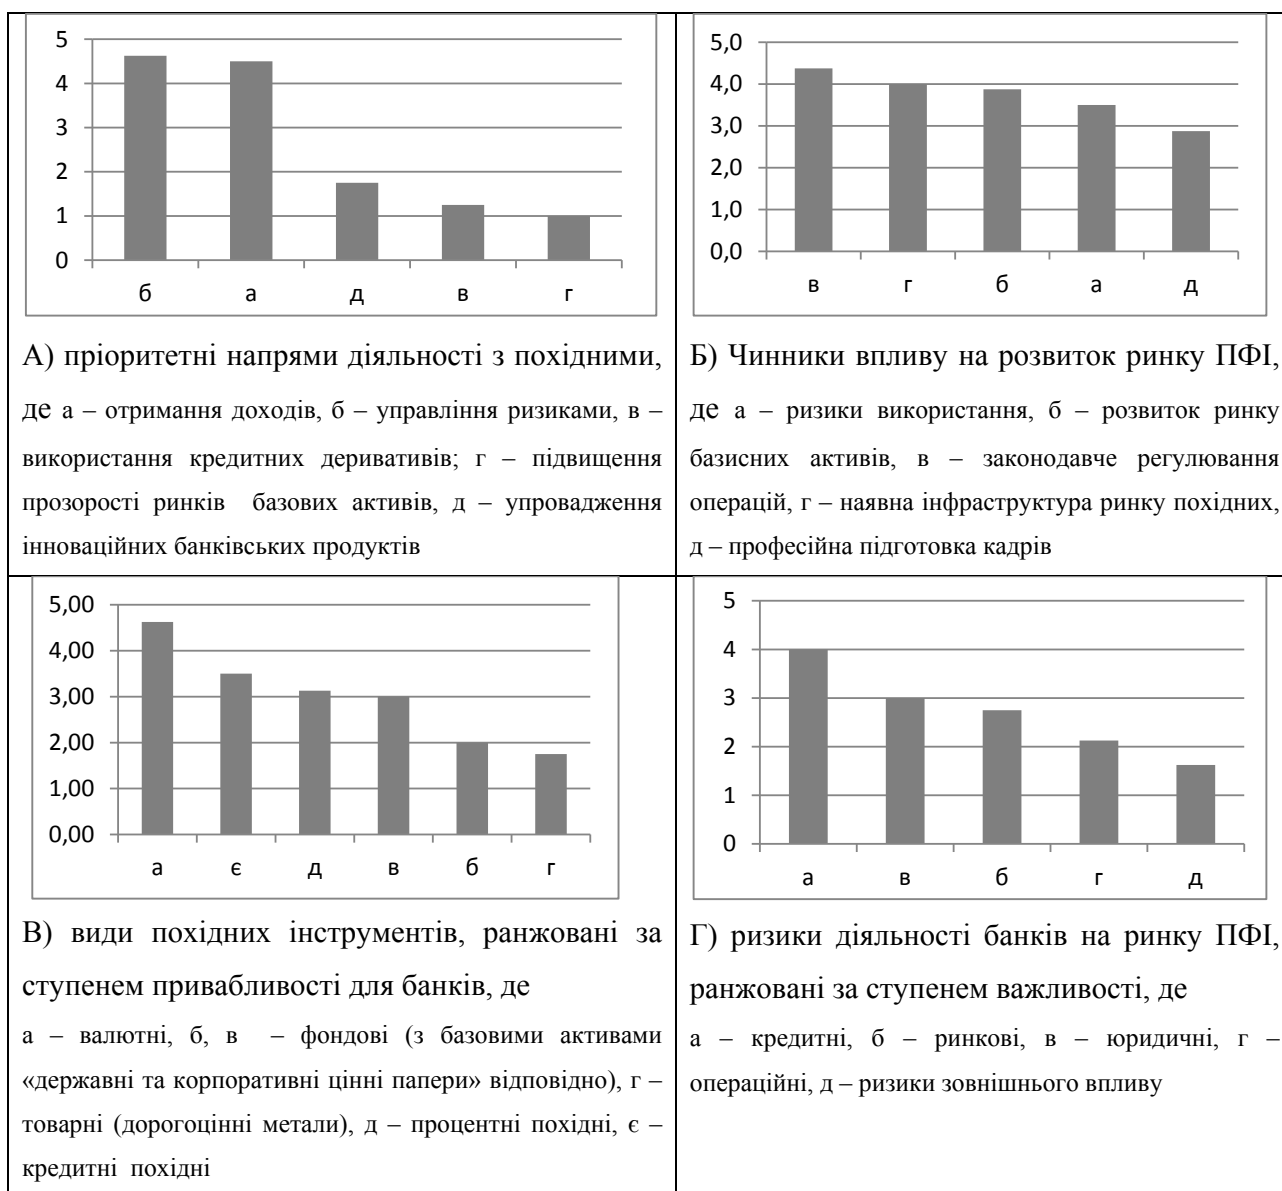 5
4
3
2
1
0
б а д в г
А) пріоритетні напрями діяльності з похідними,
де а – отримання доходів, б – управління ризиками, в –
використання кредитних деривативів; г – підвищення
прозорості ринків базових активів, д – упровадження
інноваційних банківських продуктів
5,0
4,0
3,0
2,0
1,0
0,0
в г б а д
Б) Чинники впливу на розвиток ринку ПФІ,
де а – ризики використання, б – розвиток ринку
базисних активів, в – законодавче регулювання
операцій, г – наявна інфраструктура ринку похідних,
д – професійна підготовка кадрів
5,00
4,00
3,00
2,00
1,00
0,00
а є д в б г
В) види похідних інструментів, ранжовані за
ступенем привабливості для банків, де
а – валютні, б, в – фондові (з базовими активами
«державні та корпоративні цінні папери» відповідно), г –
товарні (дорогоцінні метали), д – процентні похідні, є –
кредитні похідні
5
4
3
2
1
0
а в б г д
Г) ризики діяльності банків на ринку ПФІ,
ранжовані за ступенем важливості, де
а – кредитні, б – ринкові, в – юридичні, г –
операційні, д – ризики зовнішнього впливу